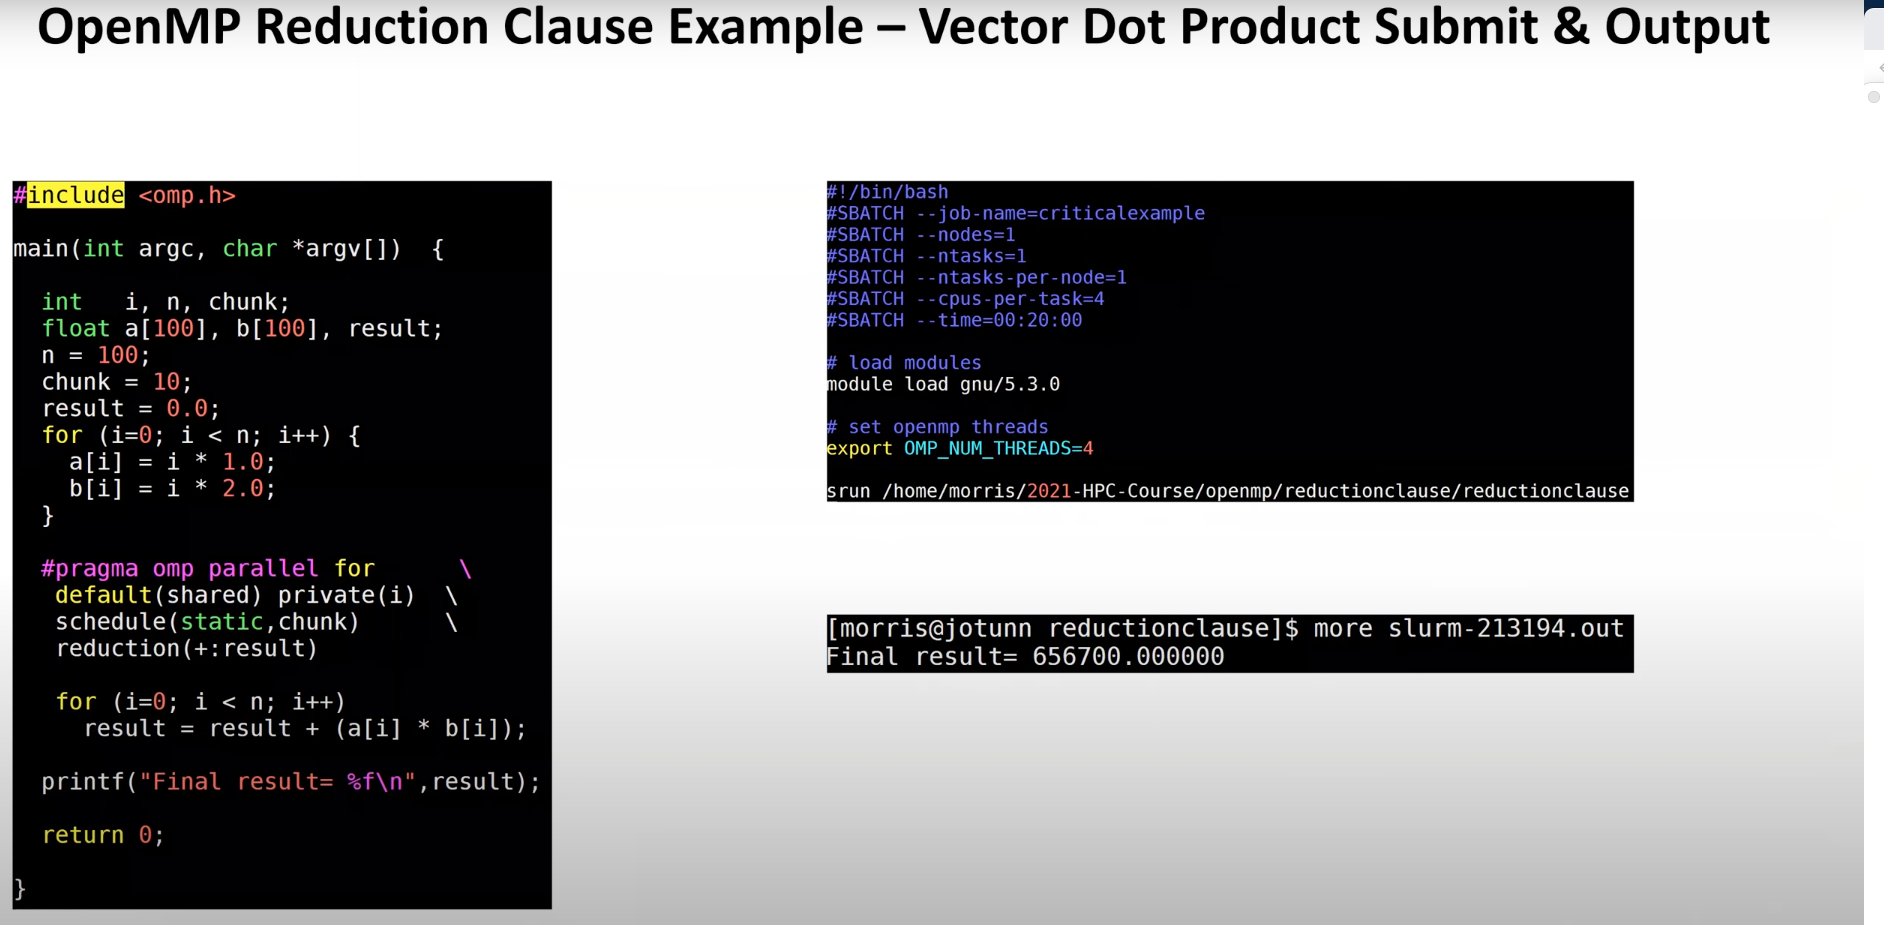 OpenMP Reduction Clause Example – Vector Dot Product Submit & Output
#include <omp.h>
main(int argc, char *argv[])  {
int   i, n, chunk;
float a[100], b[100], result;
n = 100;
chunk = 10;
result = 0.0;
for (i=0; i < n; i++) {
a[i] = i * 1.0;
b[i] = i * 2.0;
}
#pragma omp parallel for      \
default(shared) private(i)  \
schedule(static,chunk)      \
reduction(+:result)
for (i=0; i < n; i++)
result = result + (a[i] * b[i]);
printf("Final result= %f\n",result);
return 0;
}
#!/bin/bash
#SBATCH --job-name=criticalexample
#SBATCH --nodes=1
#SBATCH --ntasks=1
#SBATCH --ntasks-per-node=1
#SBATCH --cpus-per-task=4
#SBATCH --time=00:20:00
# load modules
module load gnu/5.3.0
# set openmp threads
export OMP_NUM_THREADS=4
srun /home/morris/2021-HPC-Course/openmp/reductionclause/reductionclause
[morris@jotunn reductionclause]$ more slurm-213194.out
Final result= 656700.000000